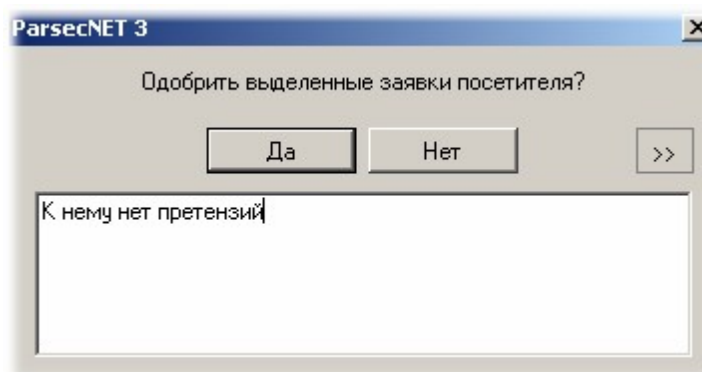 ParsecNET 3
Одобрить выделенные заявки посетителя?
Да Нет >>
К нему нет претензий